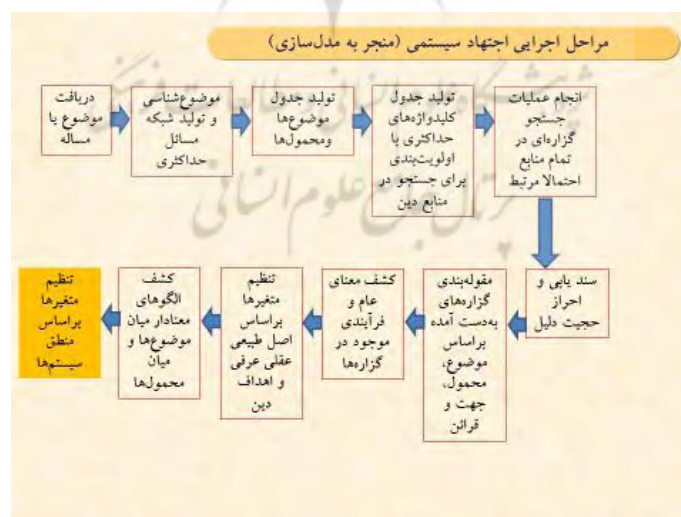 مراحل اجرایی اجتهاد سیستمی (منجر به مدل‌سازی)
دریافت
موضوع یا
مساله
موضوع‌شناسی
و تولید شبکه
مسائل
حداکثری
تولید جدول
موضوع‌ها
ومحمول‌ها
تولید جدول
کلیدواژه‌های
حداکثری با
اولویت‌بندی
برای جستجو در
منابع دین
انجام عملیات
جستجو
گزاره‌ای در
تمام منابع
احتمالا مرتبط
سند یابی و
احراز
حجیت دلیل
مقوله‌بندی
گزاره‌های
به‌دست آمده
براساس
موضوع،
محمول،
جهت و
قرائن
کشف معنای
عام و
فرآیندی
موجود در
گزاره‌ها
تنظیم
متغیرها
براساس
اصل طبیعی
عقلی عرفی
و اهداف
دین
کشف
الگوهای
معنادار میان
موضوع‌ها و
میان
محمول‌ها
تنظیم
متغیرها
براساس
منطق
سیستم‌ها
پرتال جامع علوم انسانی